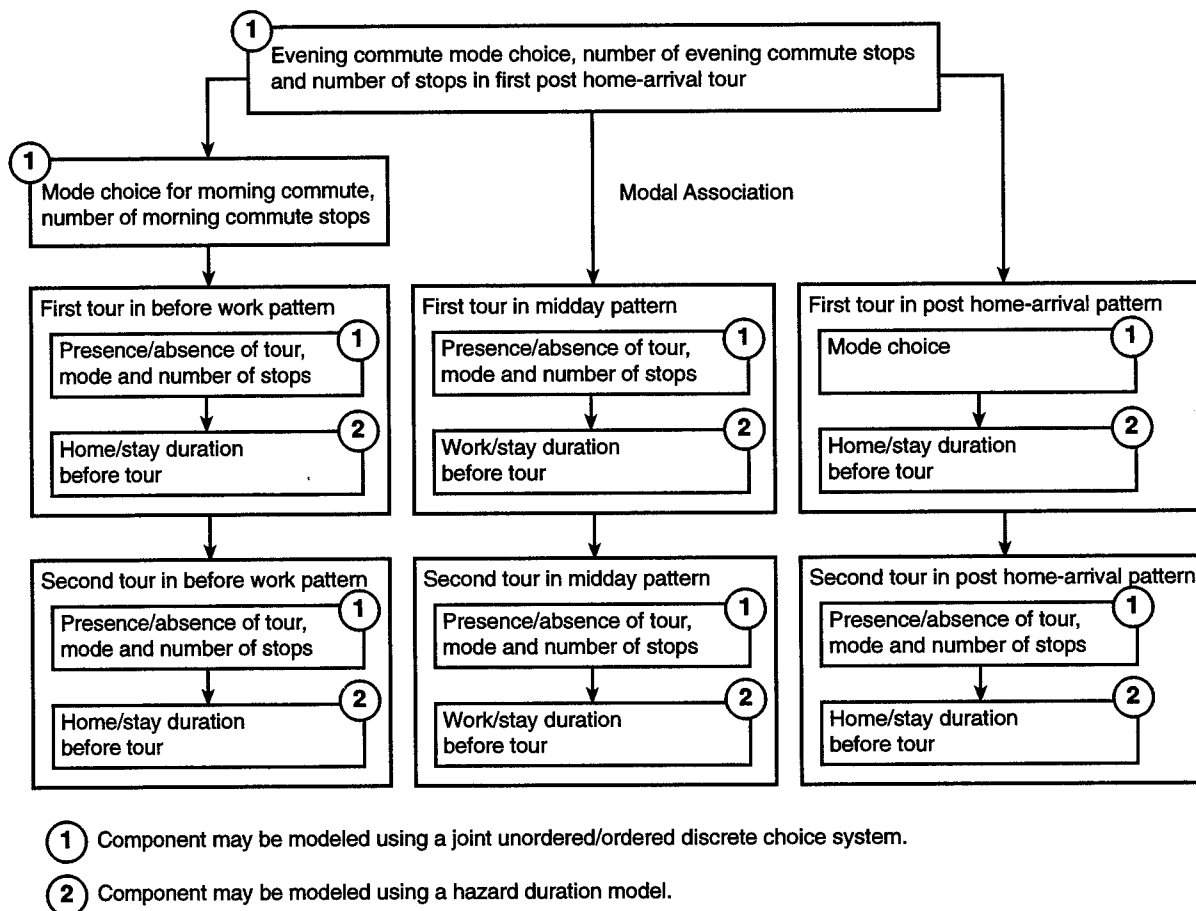 1
Evening commute mode choice, number of evening commute stops
and number of stops in first post home-arrival tour
1
Mode choice for morning commute,
number of morning commute stops
Modal Association
First tour in before work pattern
1
Presence/absence of tour,
mode and number of stops
2
Home/stay duration
before tour
First tour in midday pattern
1
Presence/absence of tour,
mode and number of stops
2
Work/stay duration
before tour
First tour in post home-arrival pattern
1
Mode choice
2
Home/stay duration
before tour
Second tour in before work pattern
1
Presence/absence of tour,
mode and number of stops
2
Home/stay duration
before tour
Second tour in midday pattern
1
Presence/absence of tour,
mode and number of stops
2
Work/stay duration
before tour
Second tour in post home-arrival pattern
1
Presence/absence of tour,
mode and number of stops
2
Home/stay duration
before tour
1 Component may be modeled using a joint unordered/ordered discrete choice system.
2 Component may be modeled using a hazard duration model.